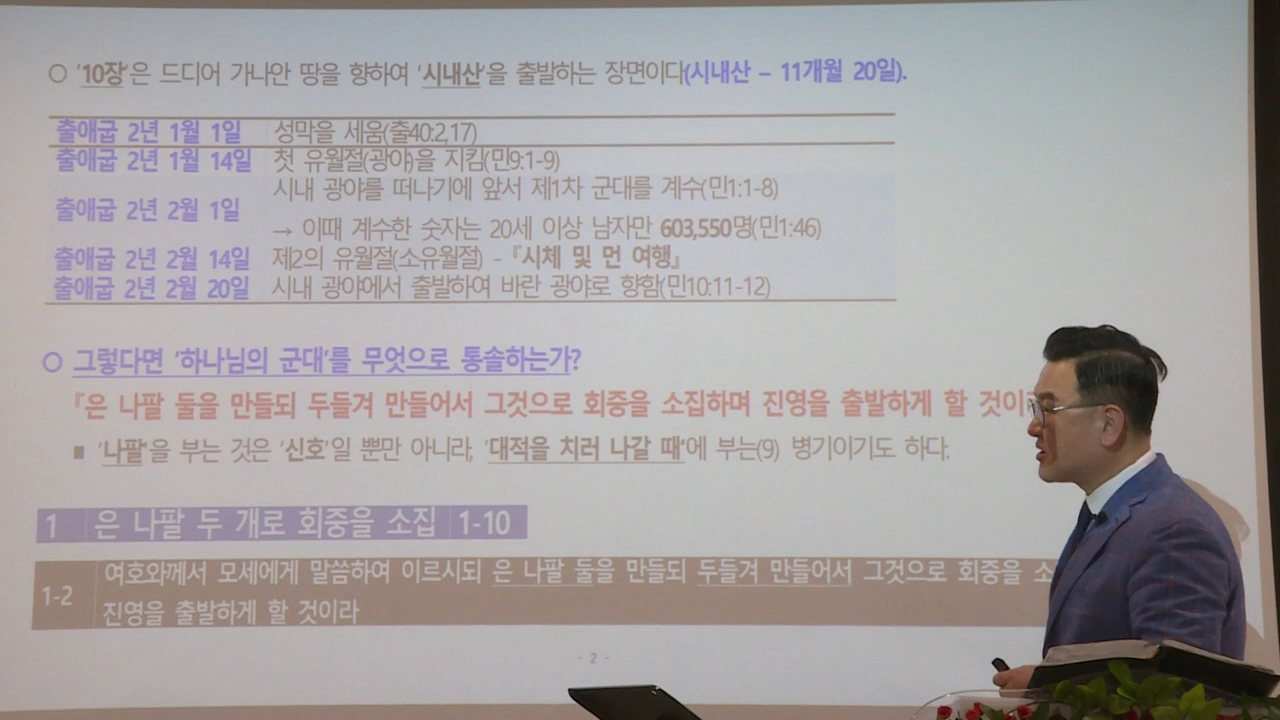 ○ '10장'은 드디어 가나안 땅을 향하여 '시내산'을 출발하는 장면이다(시내산 – 11개월 20일).
출애굽 2년 1월 1일 성막을 세움(출40:2,17)
출애굽 2년 1월 14일 첫 유월절(광야)을 지킴(민9:1-9)
출애굽 2년 2월 1일 시내 광야를 떠나기에 앞서 제1차 군대를 계수(민1:1-8)
→ 이때 계수한 숫자는 20세 이상 남자만 603,550명(민1:46)
출애굽 2년 2월 14일 제2의 유월절(소유월절) - 『시체 및 먼 여행』
출애굽 2년 2월 20일 시내 광야에서 출발하여 바란 광야로 향함(민10:11-12)
○ 그렇다면 '하나님의 군대'를 무엇으로 통솔하는가?
『은 나팔 둘을 만들되 두들겨 만들어서 그것으로 회중을 소집하며 진영을 출발하게 할 것이
■ '나팔'을 부는 것은 '신호'일 뿐만 아니라, '대적을 치러 나갈 때'에 부는(9) 병기이기도 하다.
1 은 나팔 두 개로 회중을 소집 1-10
1-2 여호와께서 모세에게 말씀하여 이르시되 은 나팔 둘을 만들되 두들겨 만들어서 그것으로 회중을 소
진영을 출발하게 할 것이라
- 2 -